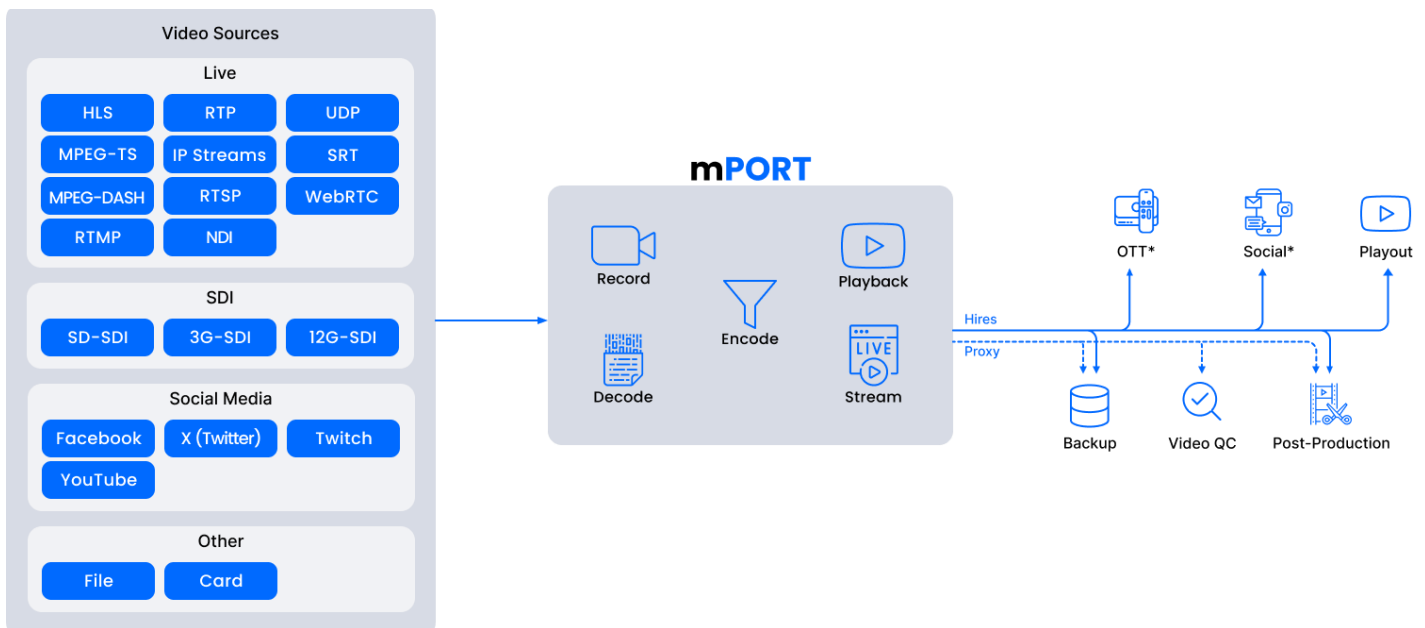 Video Sources
Live
HLS
RTP
UDP
MPEG-TS
IP Streams
SRT
MPEG-DASH
RTSP
WebRTC
RTMP
NDI
SDI
SD-SDI
3G-SDI
12G-SDI
Social Media
Facebook
X (Twitter)
Twitch
YouTube
Other
File
Card
mPORT
Record
Playback
Encode
Decode
LIVE
Stream
Hires
Proxy
OTT*
Social*
Playout
Backup
Video QC
Post-Production